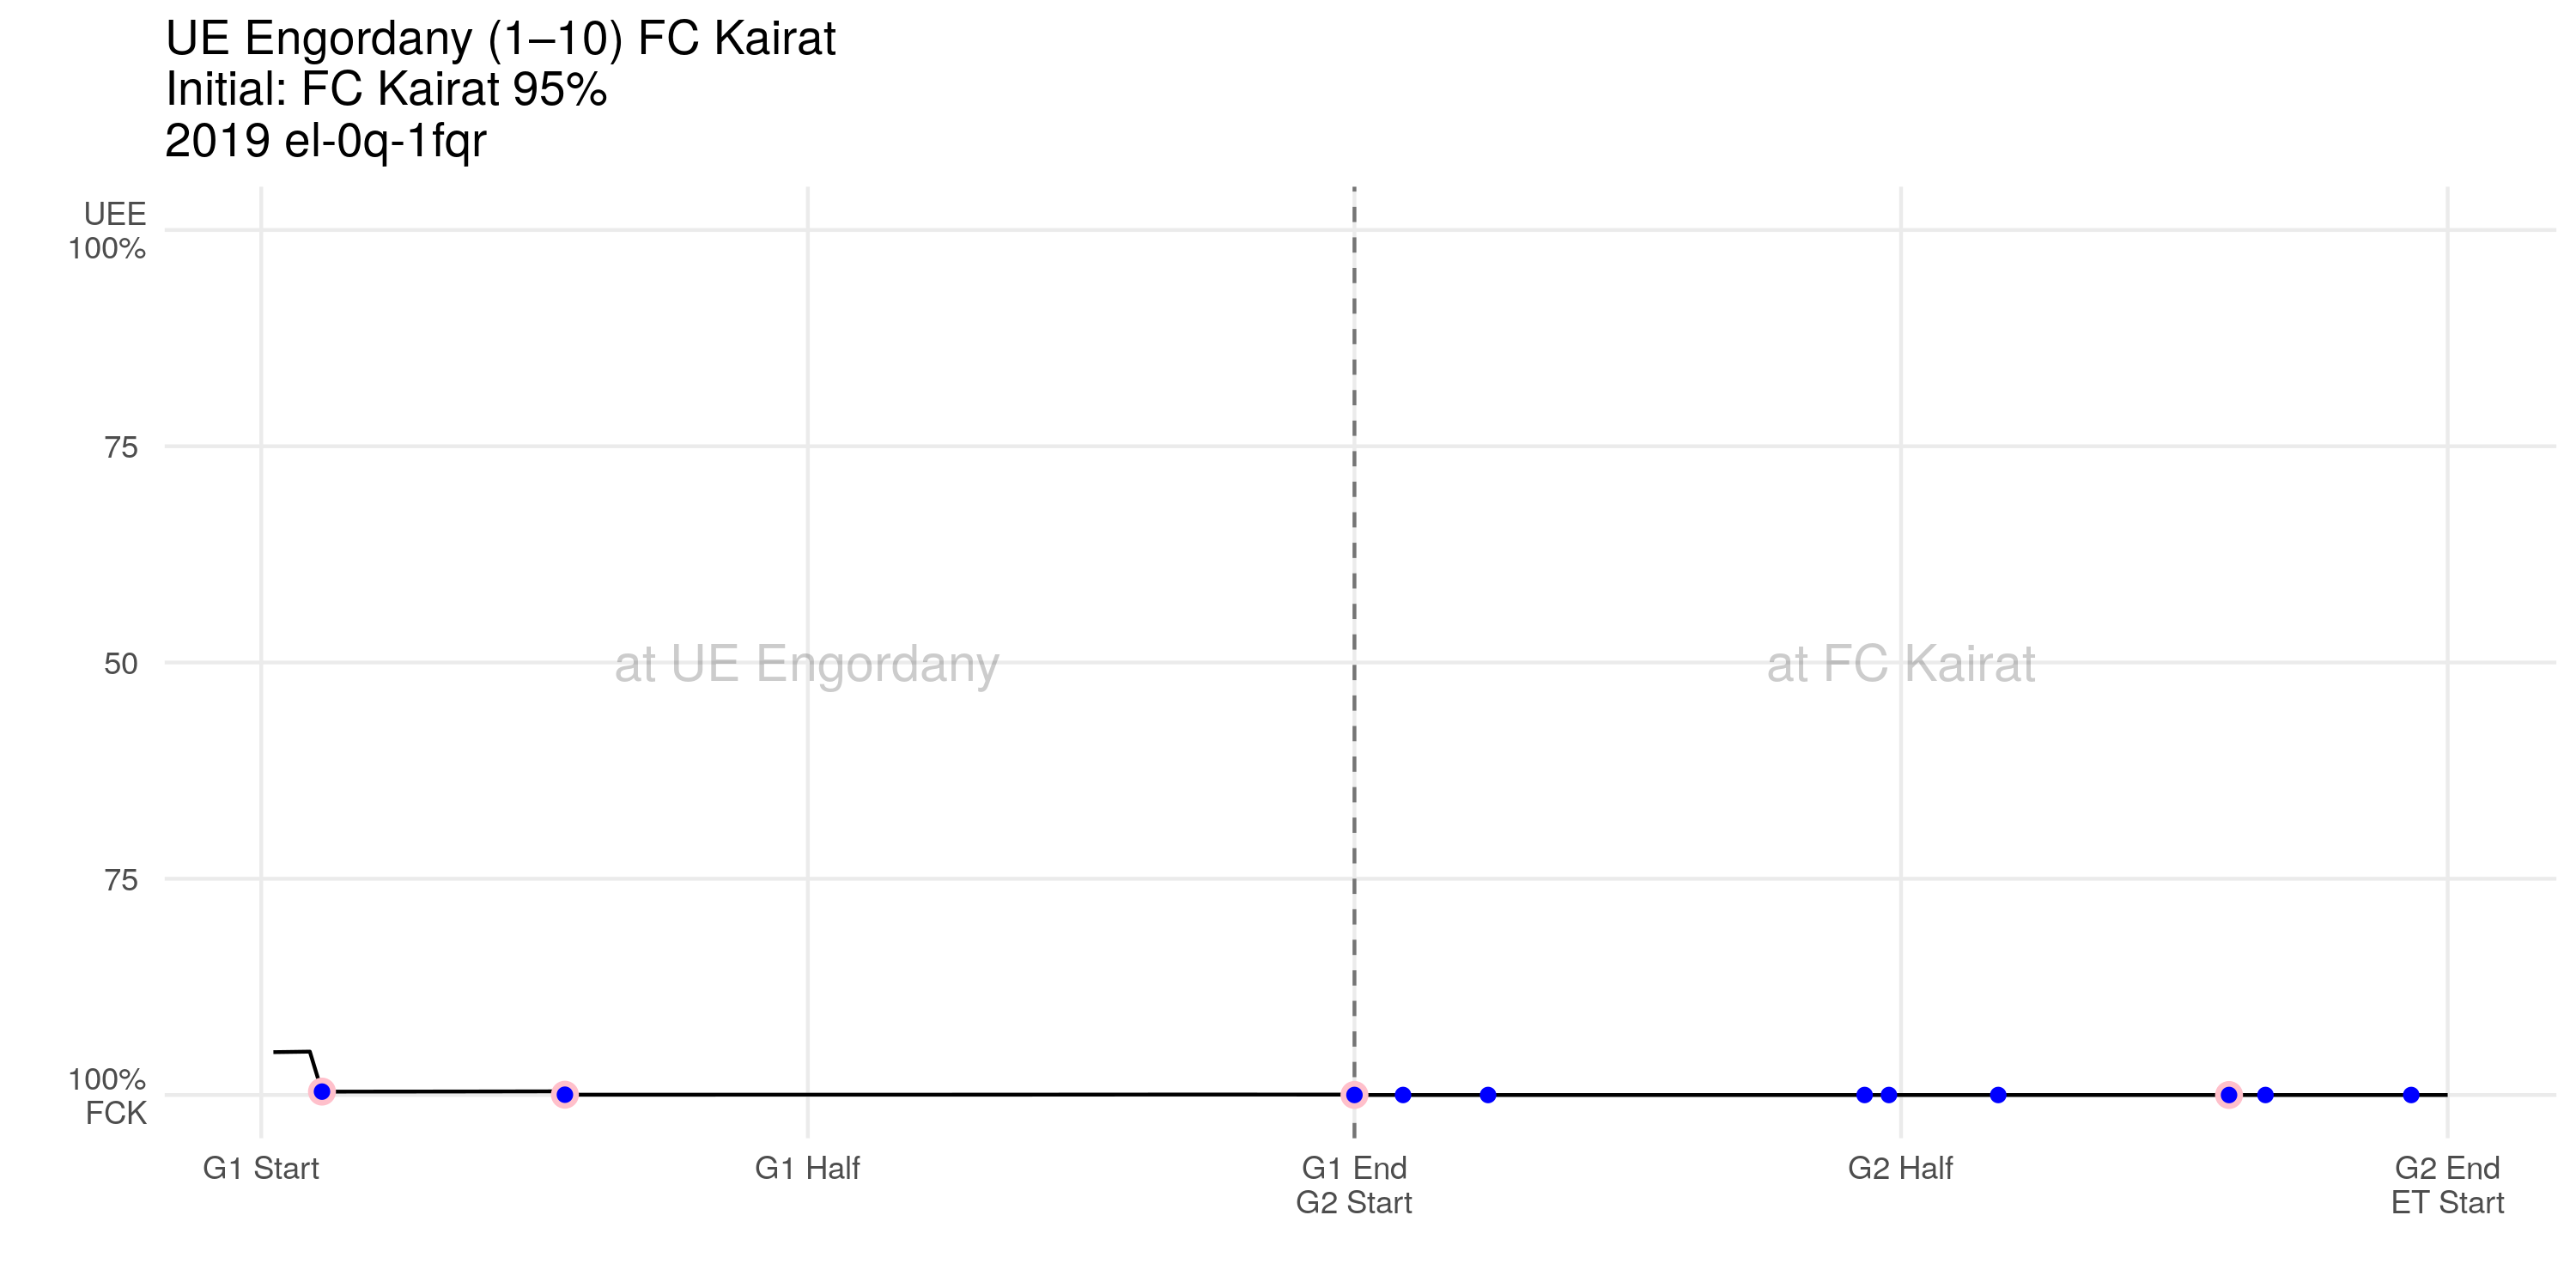 UE Engordany (1–10) FC Kairat
Initial: FC Kairat 95%
2019 el-0q-1fqr
UEE
100%
75
50
75
100%
FCK
at UE Engordany
at FC Kairat
G1 Start
G1 Half
G1 End
G2 Start
G2 Half
G2 End
ET Start